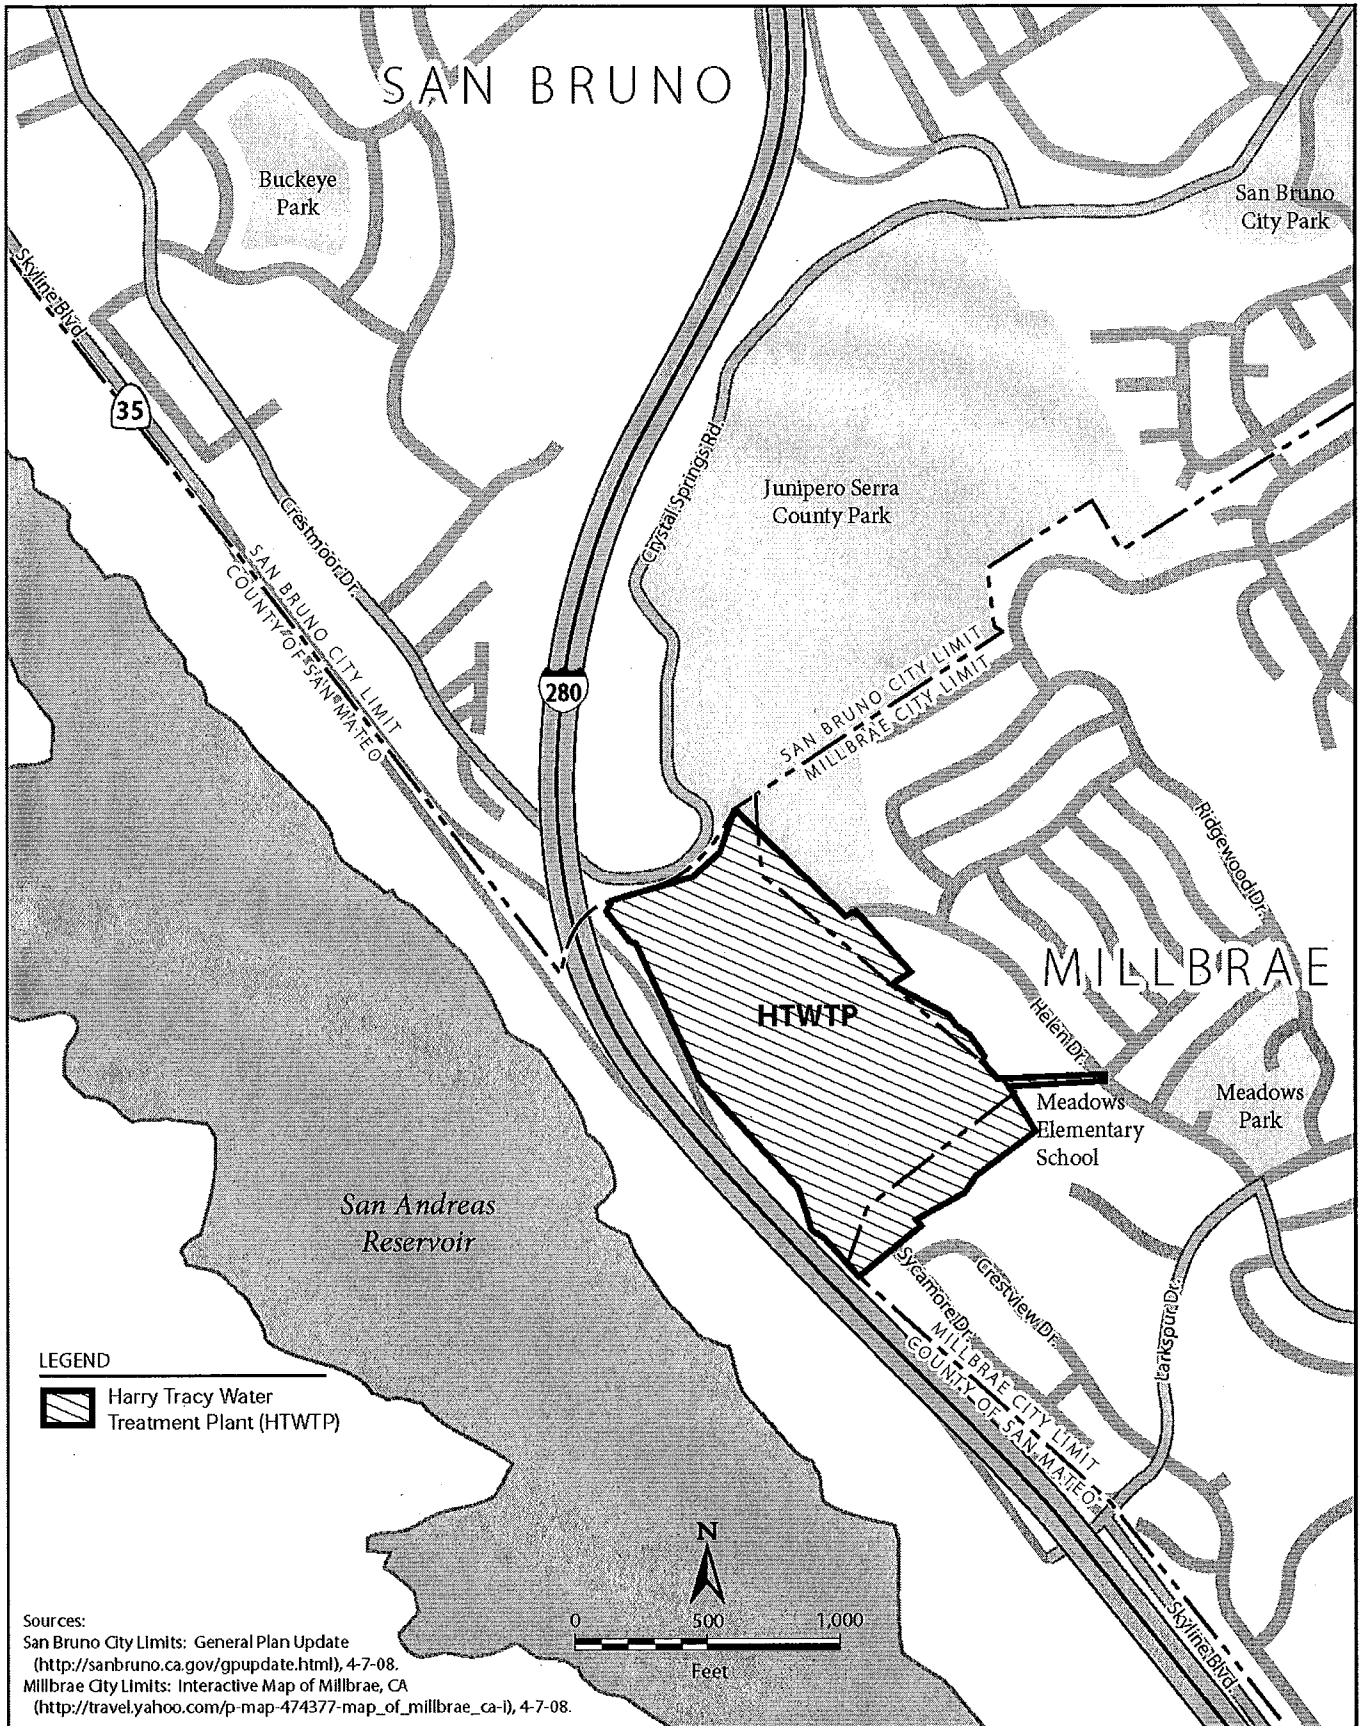 SAN BRUNO
Buckeye
Park
San Bruno
City Park
Skyline Blvd.
35
Crestmoor Dr.
Crystal Springs Rd.
Junipero Serra
County Park
SAN BRUNO CITY LIMIT
COUNTY OF SAN MATEO
280
SAN BRUNO CITY LIMIT
MILLBRAE CITY LIMIT
Ridgewood Dr.
MILLBRAE
HTWTP
Helen Dr.
Meadows
Elementary
School
Meadows
Park
San Andreas
Reservoir
Sycamore Dr.
Crestview Dr.
Larkspur Dr.
MILLBRAE CITY LIMIT
COUNTY OF SAN MATEO
Skyline Blvd.
LEGEND
Harry Tracy Water
Treatment Plant (HTWTP)
N
0 500 1,000
Feet
Sources:
San Bruno City Limits: General Plan Update
(http://sanbruno.ca.gov/gpupdate.html), 4-7-08.
Millbrae City Limits: Interactive Map of Millbrae, CA
(http://travel.yahoo.com/p-map-474377-map_of_millbrae_ca-i), 4-7-08.